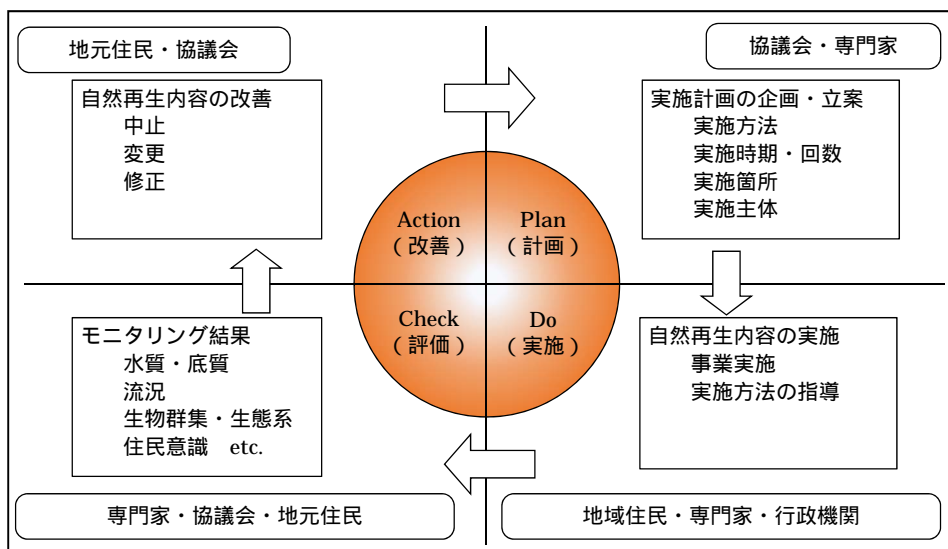 地元住民・協議会
自然再生内容の改善
中止
変更
修正
協議会・専門家
実施計画の企画・立案
実施方法
実施時期・回数
実施箇所
実施主体
Action
（改善）
Plan
（計画）
Check
（評価）
Do
（実施）
モニタリング結果
水質・底質
流況
生物群集・生態系
住民意識 etc.
専門家・協議会・地元住民
自然再生内容の実施
事業実施
実施方法の指導
地域住民・専門家・行政機関